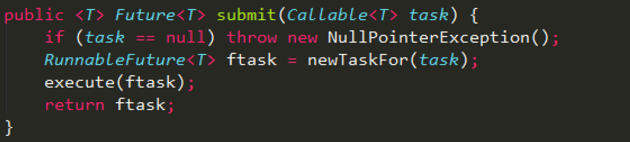 public <T> Future<T> submit(Callable<T> task) {
    if (task == null) throw new NullPointerException();
    RunnableFuture<T> ftask = newTaskFor(task);
    execute(ftask);
    return ftask;
}